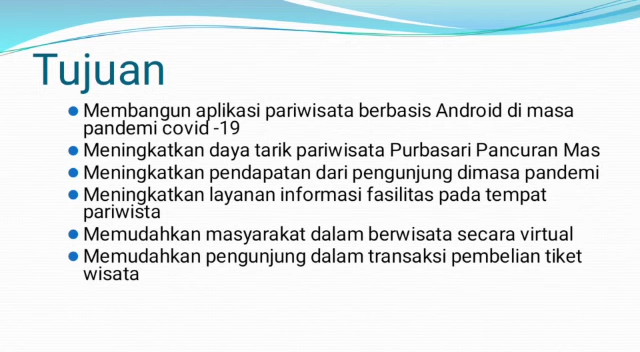 Tujuan
Membangun aplikasi pariwisata berbasis Android di masa
pandemi covid -19
Meningkatkan daya tarik pariwisata Purbasari Pancuran Mas
Meningkatkan pendapatan dari pengunjung dimasa pandemi
Meningkatkan layanan informasi fasilitas pada tempat
pariwista
Memudahkan masyarakat dalam berwisata secara virtual
Memudahkan pengunjung dalam transaksi pembelian tiket
wisata